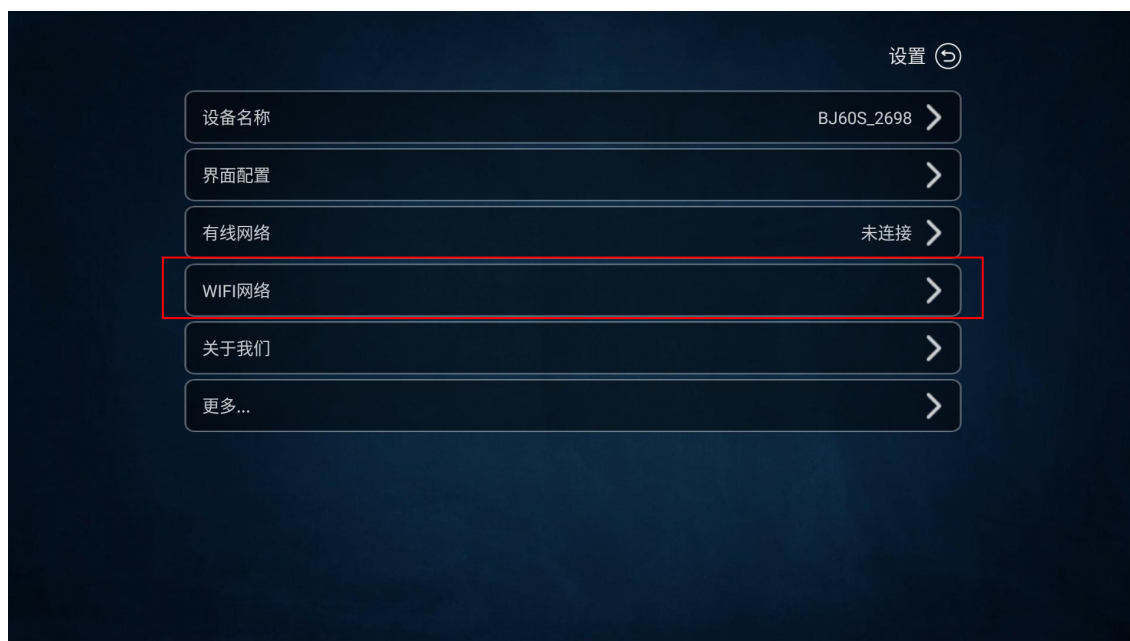 设置
设备名称 BJ60S_2698
界面配置
有线网络 未连接
WIFI网络
关于我们
更多...